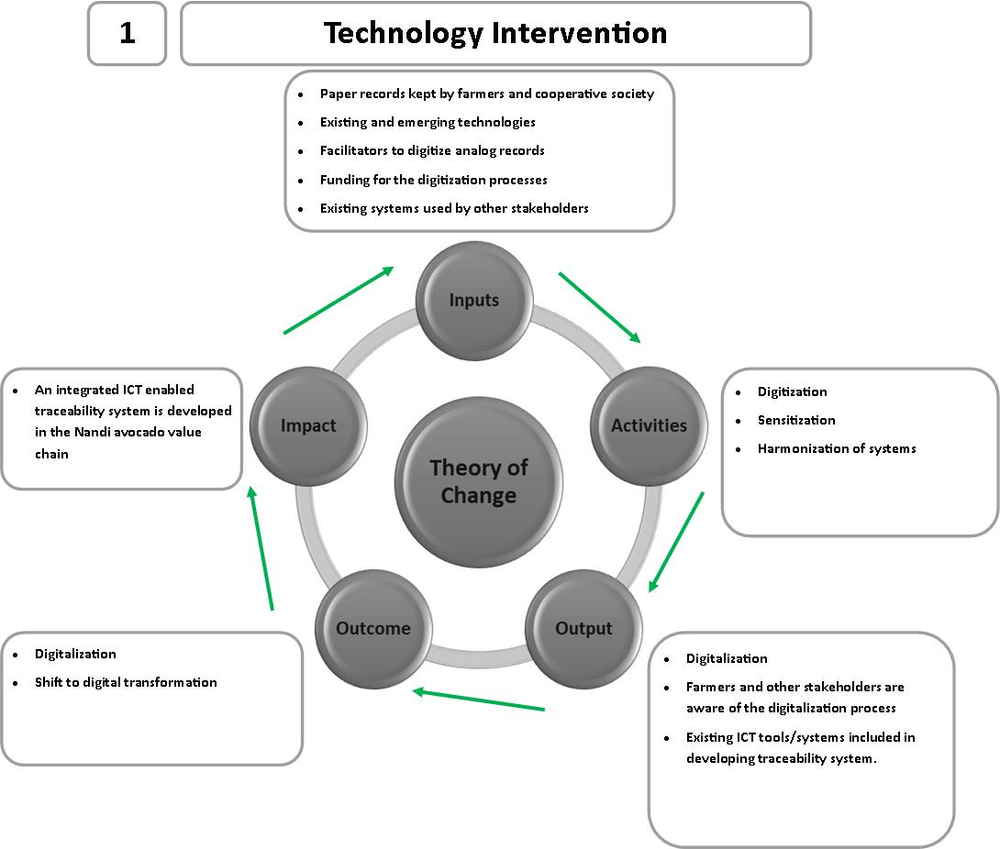 1
Technology Intervention
• Paper records kept by farmers and cooperative society
• Existing and emerging technologies
• Facilitators to digitize analog records
• Funding for the digitization processes
• Existing systems used by other stakeholders
Inputs
• An integrated ICT enabled
traceability system is developed
in the Nandi avocado value
chain
Impact
Activities
• Digitization
• Sensitization
• Harmonization of systems
Theory of
Change
Outcome
Output
• Digitalization
• Shift to digital transformation
• Digitalization
• Farmers and other stakeholders are
aware of the digitalization process
• Existing ICT tools/systems included in
developing traceability system.